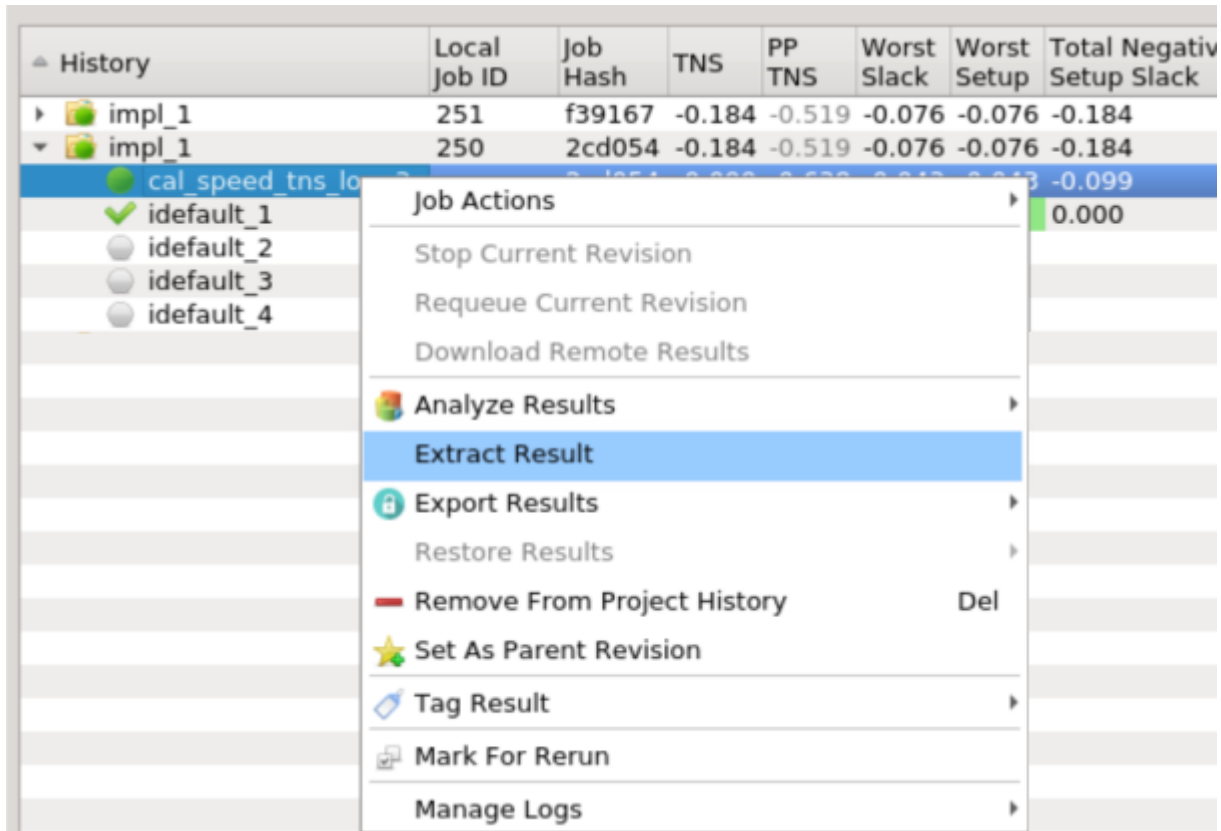 History Local Job ID Job Hash TNS PP TNS Worst Slack Worst Setup Total Negativ Setup Slack
impl_1 251 f39167 -0.184 -0.519 -0.076 -0.076 -0.184
impl_1 250 2cd054 -0.184 -0.519 -0.076 -0.076 -0.184
cal_speed_tns_lo -0.099
idefault_1 0.000
idefault_2
idefault_3
idefault_4
Job Actions
Stop Current Revision
Requeue Current Revision
Download Remote Results
Analyze Results
Extract Result
Export Results
Restore Results
Remove From Project History Del
Set As Parent Revision
Tag Result
Mark For Rerun
Manage Logs